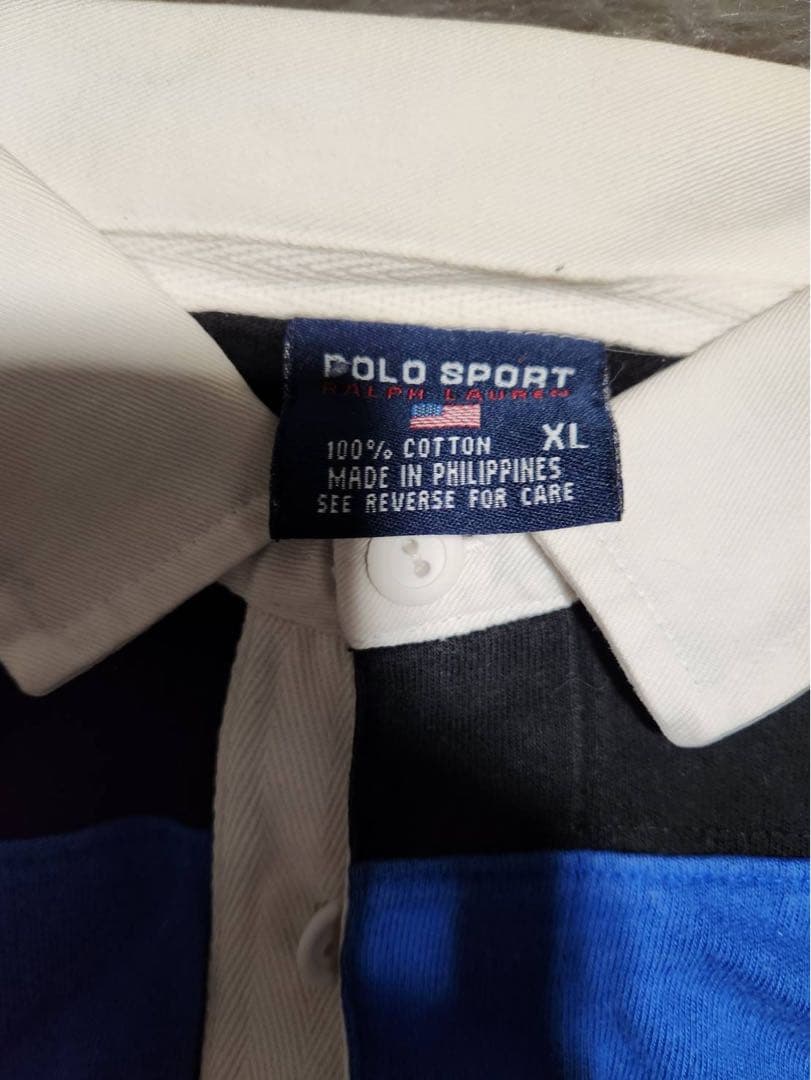 POLO SPORT
RALPH LAUREN
100% COTTON XL
MADE IN PHILIPPINES
SEE REVERSE FOR CARE